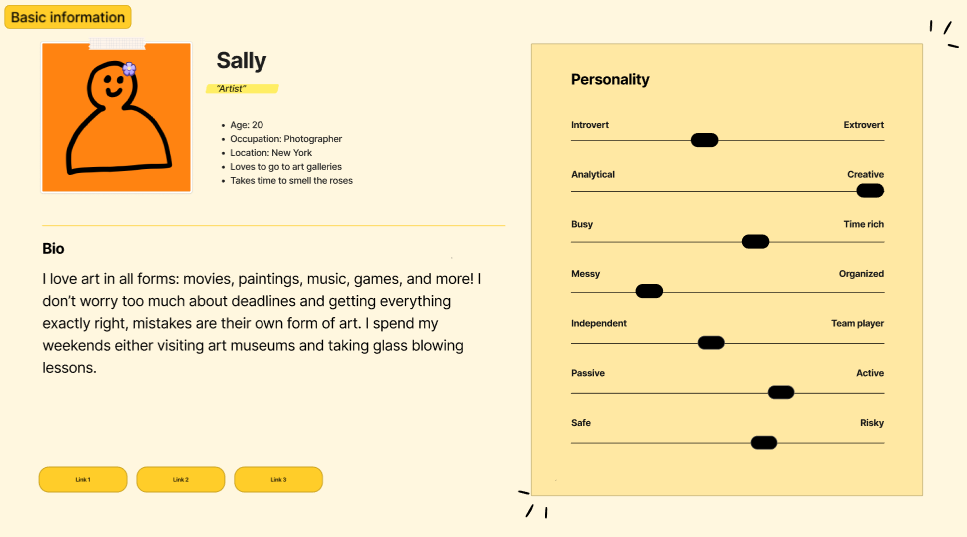 Basic information
Sally
"Artist"
• Age: 20
• Occupation: Photographer
• Location: New York
• Loves to go to art galleries
• Takes time to smell the roses
Bio
I love art in all forms: movies, paintings, music, games, and more! I
don't worry too much about deadlines and getting everything
exactly right, mistakes are their own form of art. I spend my
weekends either visiting art museums and taking glass blowing
lessons.
Link 1
Link 2
Link 3
Personality
Introvert Extrovert
Analytical Creative
Busy Time rich
Messy Organized
Independent Team player
Passive Active
Safe Risky